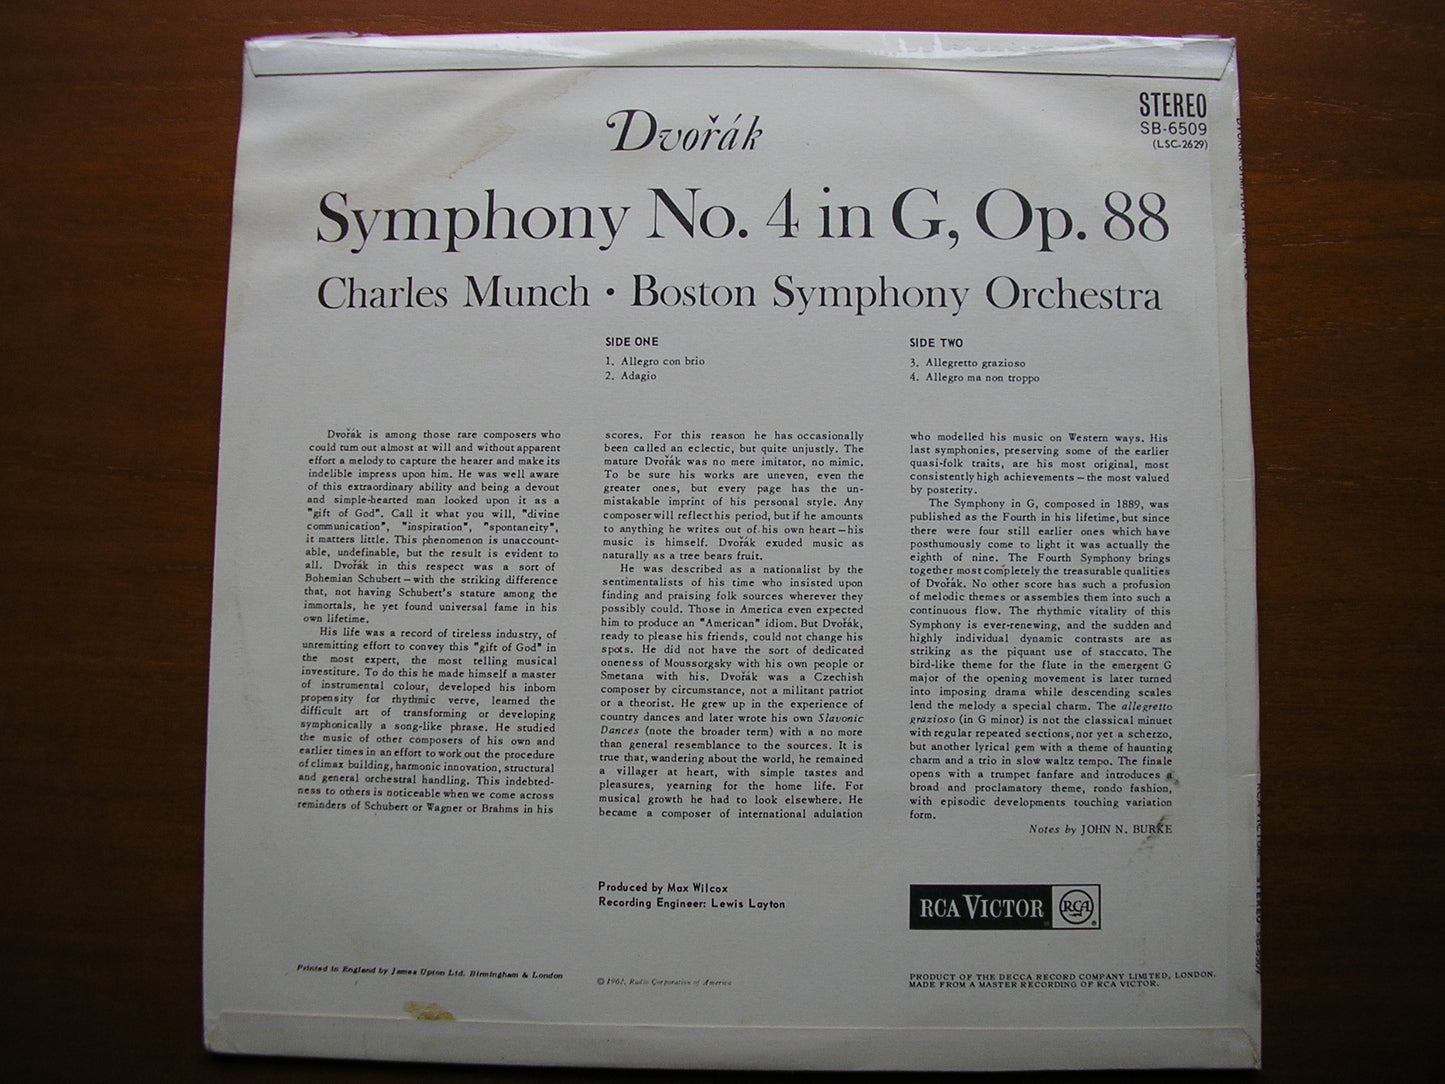 STEREO
SB-6509
(LSC-2629)
Dvořák
Symphony No. 4 in G, Op. 88
Charles Munch • Boston Symphony Orchestra
SIDE ONE
1. Allegro con brio
2. Adagio
SIDE TWO
3. Allegretto grazioso
4. Allegro ma non troppo
Dvořák is among those rare composers who
could turn out almost at will and without apparent
effort a melody to capture the hearer and make its
indelible impress upon him. He was well aware
of this extraordinary ability and being a devout
and simple-hearted man looked upon it as a
"gift of God". Call it what you will, "divine
communication", "inspiration", "spontaneity",
it matters little. This phenomenon is unaccount-
able, undefinable, but the result is evident to
all. Dvořák in this respect was a sort of
Bohemian Schubert – with the striking difference
that, not having Schubert's stature among the
immortals, he yet found universal fame in his
own lifetime.
His life was a record of tireless industry, of
unremitting effort to convey this "gift of God" in
the most expert, the most telling musical
investiture. To do this he made himself a master
of instrumental colour, developed his inborn
propensity for rhythmic verve, learned the
difficult art of transforming or developing
symphonically a song-like phrase. He studied
the music of other composers of his own and
earlier times in an effort to work out the procedure
of climax building, harmonic innovation, structural
and general orchestral handling. This indebted-
ness to others is noticeable when we come across
reminders of Schubert or Wagner or Brahms in his
scores. For this reason he has occasionally
been called an eclectic, but quite unjustly. The
mature Dvořák was no mere imitator, no mimic.
To be sure his works are uneven, even the
greater ones, but every page has the un-
mistakable imprint of his personal style. Any
composer will reflect his period, but if he amounts
to anything he writes out of his own heart – his
music is himself. Dvořák exuded music as
naturally as a tree bears fruit.
He was described as a nationalist by the
sentimentalists of his time who insisted upon
finding and praising folk sources wherever they
possibly could. Those in America even expected
him to produce an "American" idiom. But Dvořák,
ready to please his friends, could not change his
spots. He did not have the sort of dedicated
oneness of Moussorgsky with his own people or
Smetana with his. Dvořák was a Czechish
composer by circumstance, not a militant patriot
or a theorist. He grew up in the experience of
country dances and later wrote his own Slavonic
Dances (note the broader term) with a no more
than general resemblance to the sources. It is
true that, wandering about the world, he remained
a villager at heart, with simple tastes and
pleasures, yearning for the home life. For
musical growth he had to look elsewhere. He
became a composer of international adulation
who modelled his music on Western ways. His
last symphonies, preserving some of the earlier
quasi-folk traits, are his most original, most
consistently high achievements – the most valued
by posterity.
The Symphony in G, composed in 1889, was
published as the Fourth in his lifetime, but since
there were four still earlier ones which have
posthumously come to light it was actually the
eighth of nine. The Fourth Symphony brings
together most completely the treasurable qualities
of Dvořák. No other score has such a profusion
of melodic themes or assembles them into such a
continuous flow. The rhythmic vitality of this
Symphony is ever-renewing, and the sudden and
highly individual dynamic contrasts are as
striking as the piquant use of staccato. The
bird-like theme for the flute in the emergent G
major of the opening movement is later turned
into imposing drama while descending scales
lend the melody a special charm. The allegretto
grazioso (in G minor) is not the classical minuet
with regular repeated sections, nor yet a scherzo,
but another lyrical gem with a theme of haunting
charm and a trio in slow waltz tempo. The finale
opens with a trumpet fanfare and introduces a
broad and proclamatory theme, rondo fashion,
with episodic developments touching variation
form.
Notes by JOHN N. BURKE
Produced by Max Wilcox
Recording Engineer: Lewis Layton
RCA VICTOR RCA
Printed in England by James Upton Ltd. Birmingham & London
Radio Corporation of America
PRODUCT OF THE DECCA RECORD COMPANY LIMITED, LONDON.
MADE FROM A MASTER RECORDING OF RCA VICTOR.